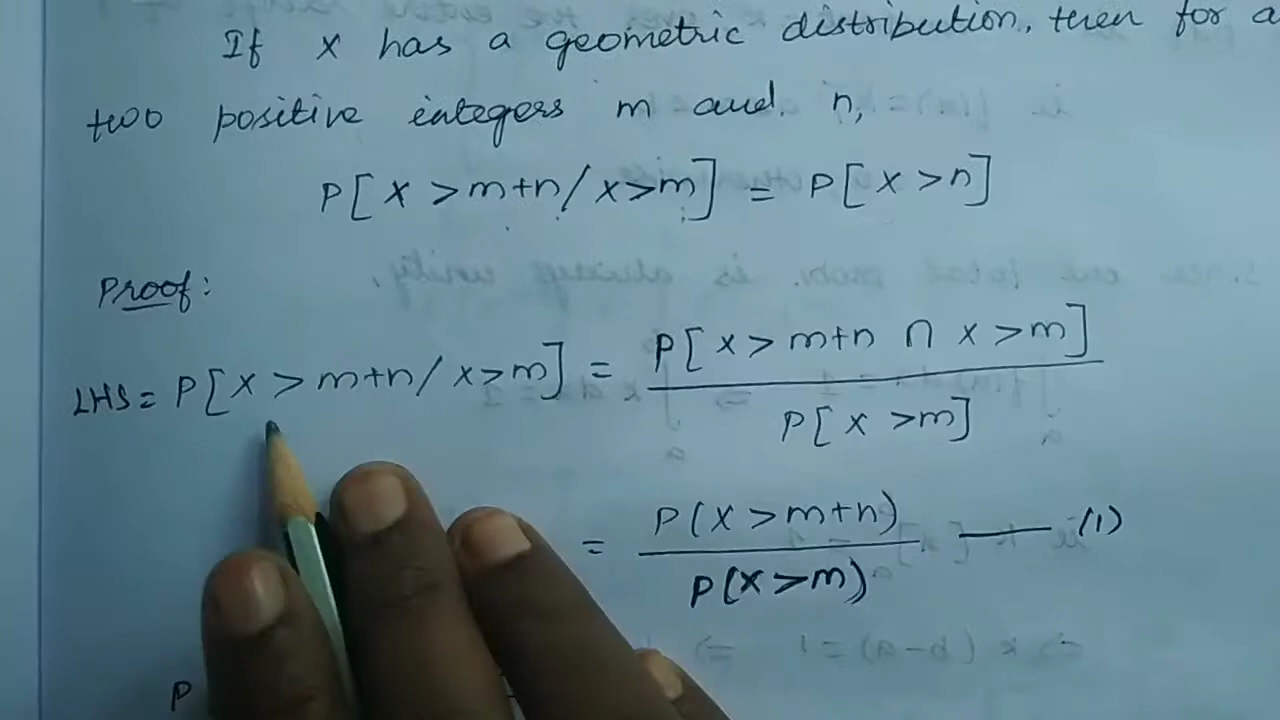 If x has a geometric distribution, then for a
two positive integers m and n,
P[x > m+n / x>m] = P[x >n]
Proof:
LHS = P[x > m+n / x>m] = P[x > m+n ∩ x >m] / P[x >m]
= P(x >m+n) / P(x >m) —— (1)
P